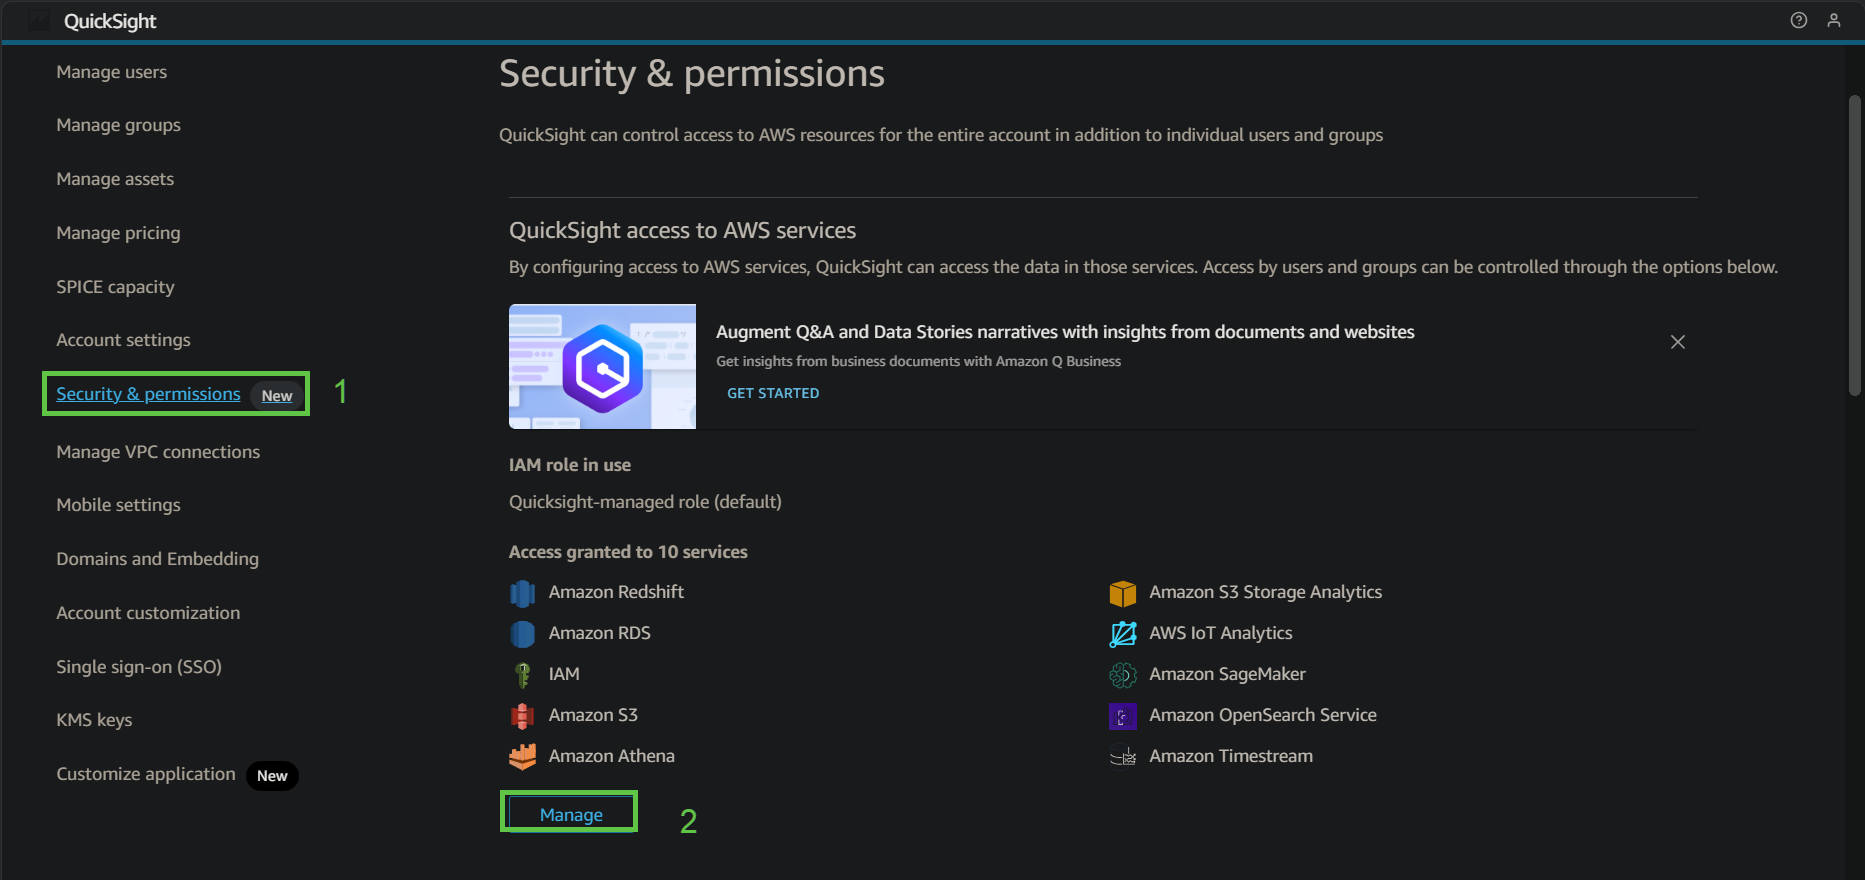 QuickSight
Manage users
Manage groups
Manage assets
Manage pricing
SPICE capacity
Account settings
Security & permissions New 1
Manage VPC connections
Mobile settings
Domains and Embedding
Account customization
Single sign-on (SSO)
KMS keys
Customize application New
Security & permissions
QuickSight can control access to AWS resources for the entire account in addition to individual users and groups
QuickSight access to AWS services
By configuring access to AWS services, QuickSight can access the data in those services. Access by users and groups can be controlled through the options below.
Augment Q&A and Data Stories narratives with insights from documents and websites
Get insights from business documents with Amazon Q Business
GET STARTED
IAM role in use
Quicksight-managed role (default)
Access granted to 10 services
Amazon Redshift
Amazon RDS
IAM
Amazon S3
Amazon Athena
Amazon S3 Storage Analytics
AWS IoT Analytics
Amazon SageMaker
Amazon OpenSearch Service
Amazon Timestream
Manage 2